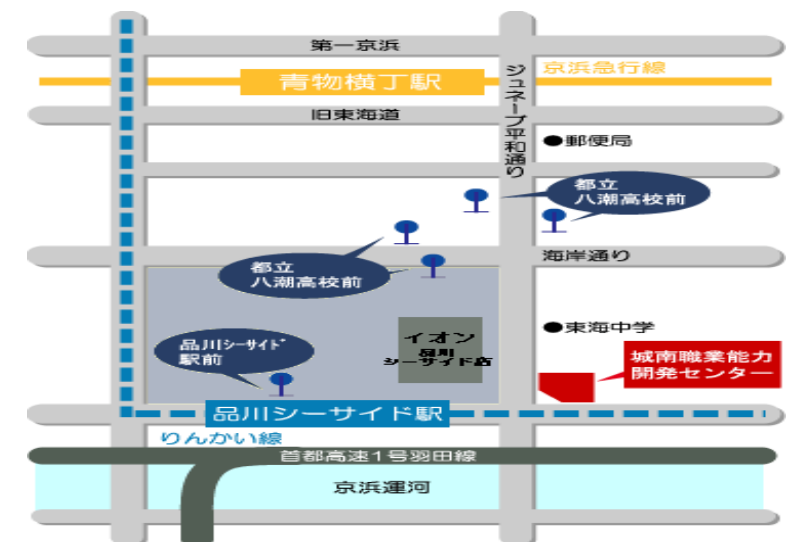 第一京浜
京浜急行線
青物横丁駅
ジュネーブ平和通り
旧東海道
●郵便局
都立
八潮高校前
海岸通り
都立
八潮高校前
●東海中学
イオン
品川
シーサイド店
品川シーサイド
駅前
城南職業能力
開発センター
品川シーサイド駅
りんかい線
首都高速1号羽田線
京浜運河